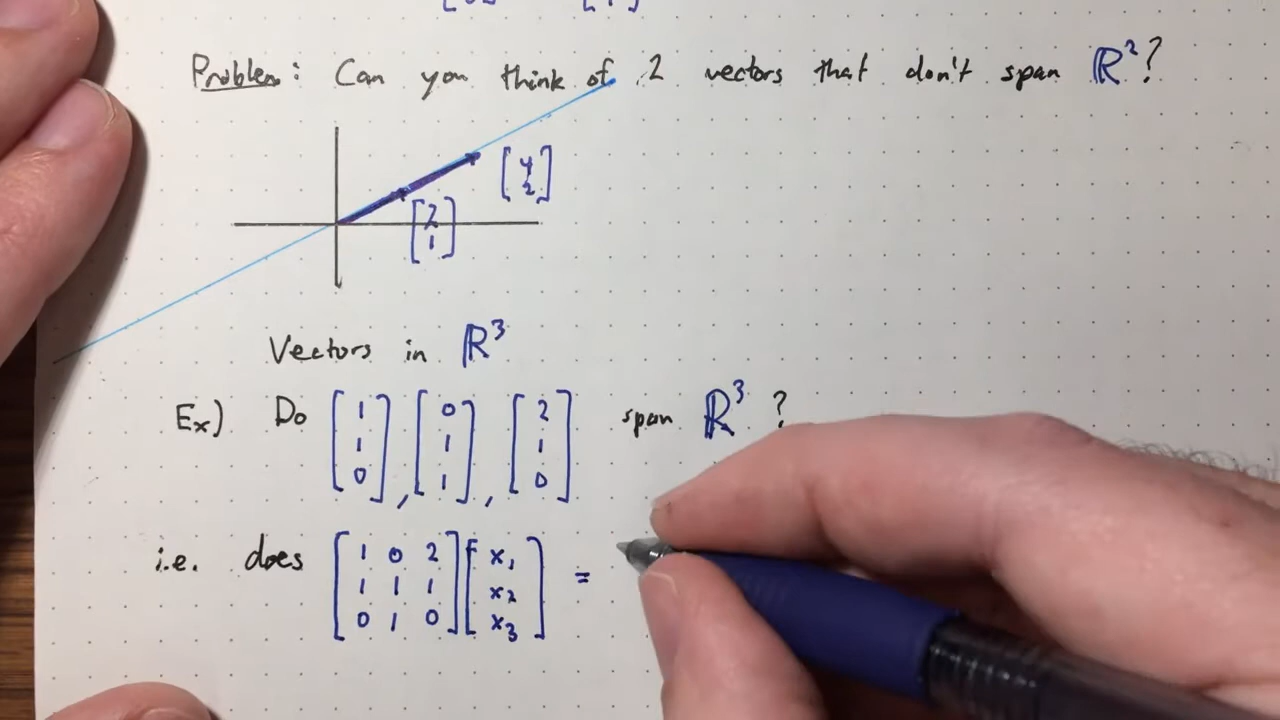 Problem: Can you think of 2 vectors that don't span ℝ²?
[4 2]
[2 1]
Vectors in ℝ³
Ex) Do [1 1 0], [0 1 1], [2 1 0] span ℝ³?
i.e. does [1 0 2
1 1 1
0 1 0] [x₁
x₂
x₃] =